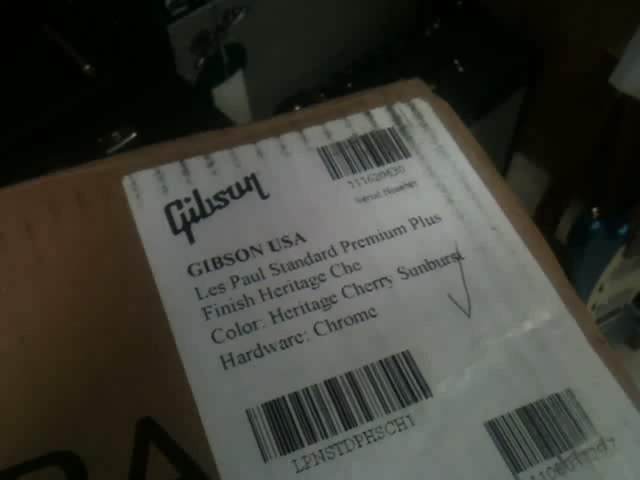 Gibson
Serial Number
GIBSON USA
Les Paul Standard Premium Plus
Finish Heritage Che
Color: Heritage Cherry Sunburst
Hardware: Chrome
LPNSTDPHSCH1